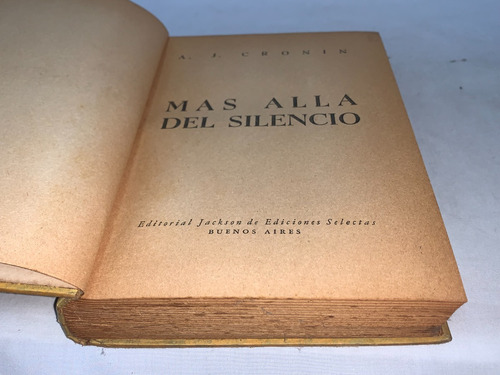 A. J. CRONIN
MAS ALLA
DEL SILENCIO
Editorial Jackson de Ediciones Selectas
BUENOS AIRES